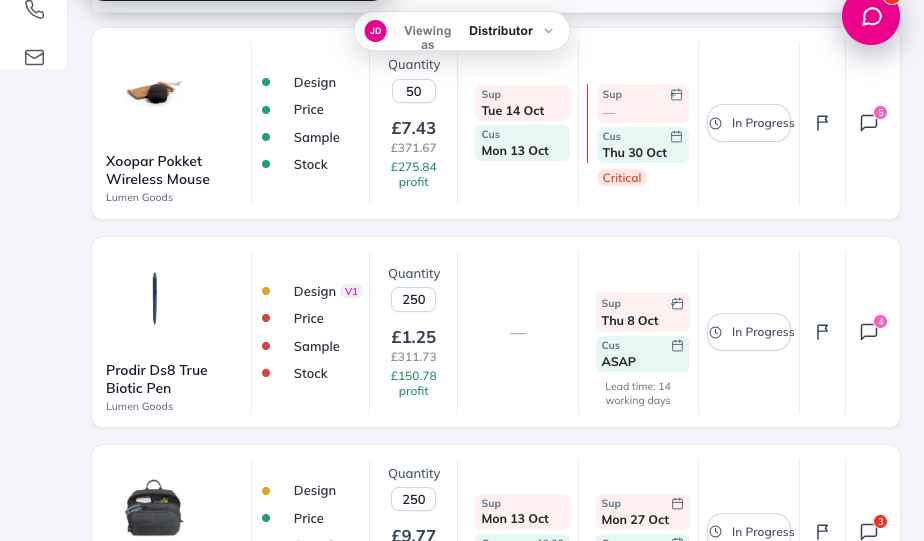 JD
Viewing as
Distributor
Design
Price
Sample
Stock
Quantity
50
£7.43
£371.67
£275.84
profit
Sup
Tue 14 Oct
Cus
Mon 13 Oct
Sup
—
Cus
Thu 30 Oct
Critical
In Progress
5
Xoopar Pokket
Wireless Mouse
Lumen Goods
Design V1
Price
Sample
Stock
Quantity
250
£1.25
£311.73
£150.78
profit
—
Sup
Thu 8 Oct
Cus
ASAP
Lead time: 14
working days
In Progress
4
Prodir Ds8 True
Biotic Pen
Lumen Goods
Design
Price
Quantity
250
£9.77
Sup
Mon 13 Oct
Sup
Mon 27 Oct
In Progress
3